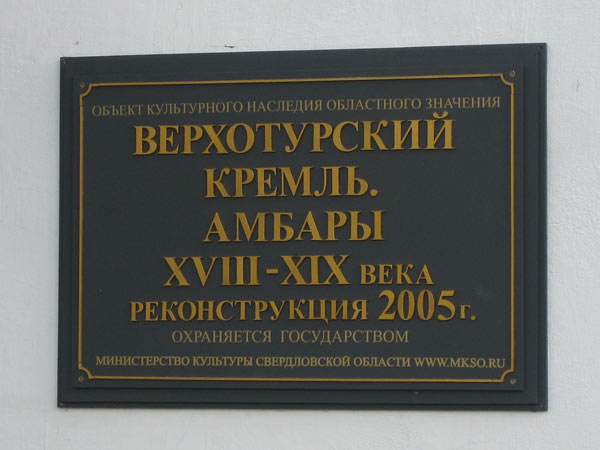 ОБЪЕКТ КУЛЬТУРНОГО НАСЛЕДИЯ ОБЛАСТНОГО ЗНАЧЕНИЯ
ВЕРХОТУРСКИЙ
КРЕМЛЬ.
АМБАРЫ
XVIII-XIX ВЕКА
РЕКОНСТРУКЦИЯ 2005 г.
ОХРАНЯЕТСЯ ГОСУДАРСТВОМ
МИНИСТЕРСТВО КУЛЬТУРЫ СВЕРДЛОВСКОЙ ОБЛАСТИ WWW.MKSO.RU